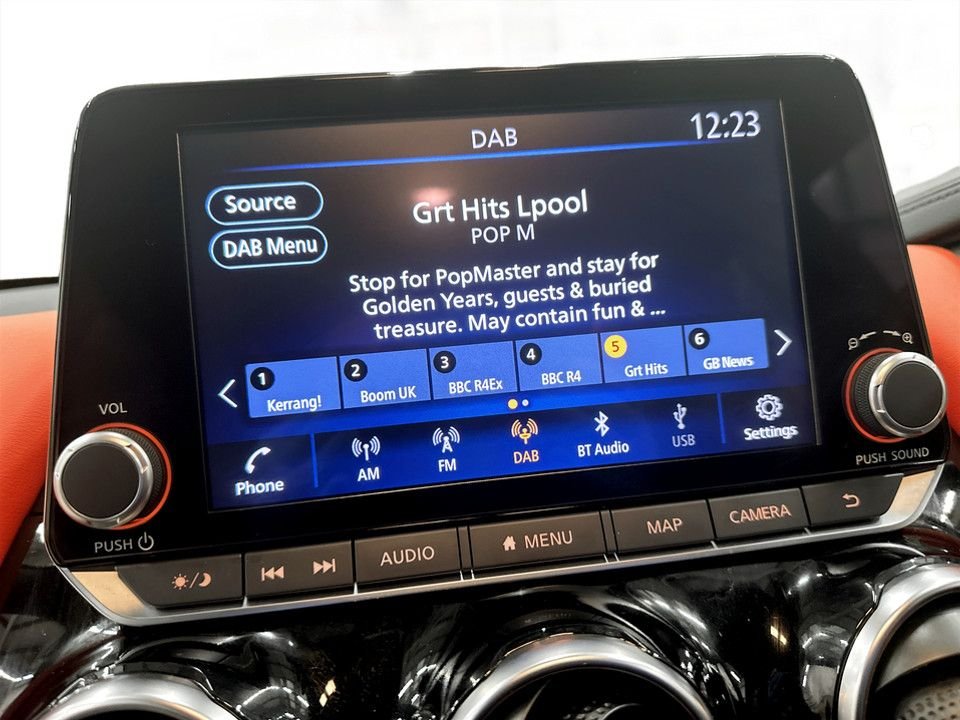 DAB
12:23
Source
DAB Menu
Grt Hits Lpool
POP M
Stop for PopMaster and stay for
Golden Years, guests & buried
treasure. May contain fun & ...
1 Kerrang!
2 Boom UK
3 BBC R4Ex
4 BBC R4
5 Grt Hits
6 GB News
Phone
AM
FM
DAB
BT Audio
USB
Settings
VOL
PUSH
PUSH SOUND
AUDIO
MENU
MAP
CAMERA